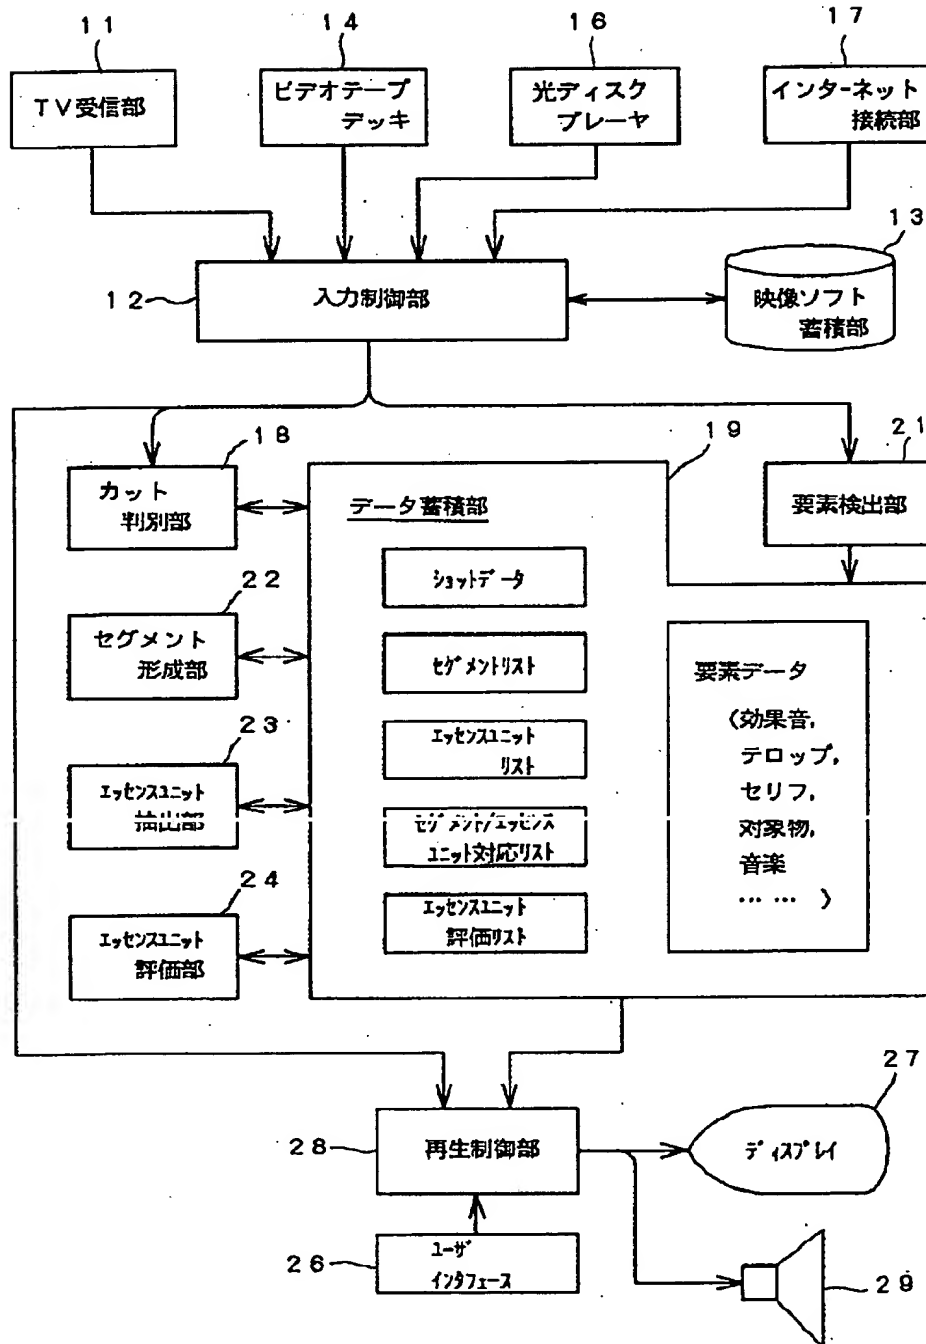 11
14
16
17
TV受信部
ビデオテープ
デッキ
光ディスク
プレーヤ
インターネット
接続部
13
12
入力制御部
映像ソフト
蓄積部
18
19
21
カット
判別部
データ蓄積部
要素検出部
ショットデータ
22
セグメント
形成部
セグメントリスト
要素データ
(効果音,
テロップ,
セリフ,
対象物,
音楽
… … )
23
エッセンスユニット
抽出部
エッセンスユニット
リスト
セグメント/エッセンス
ユニット対応リスト
24
エッセンスユニット
評価部
エッセンスユニット
評価リスト
27
28
再生制御部
ディスプレイ
26
ユーザ
インタフェース
29